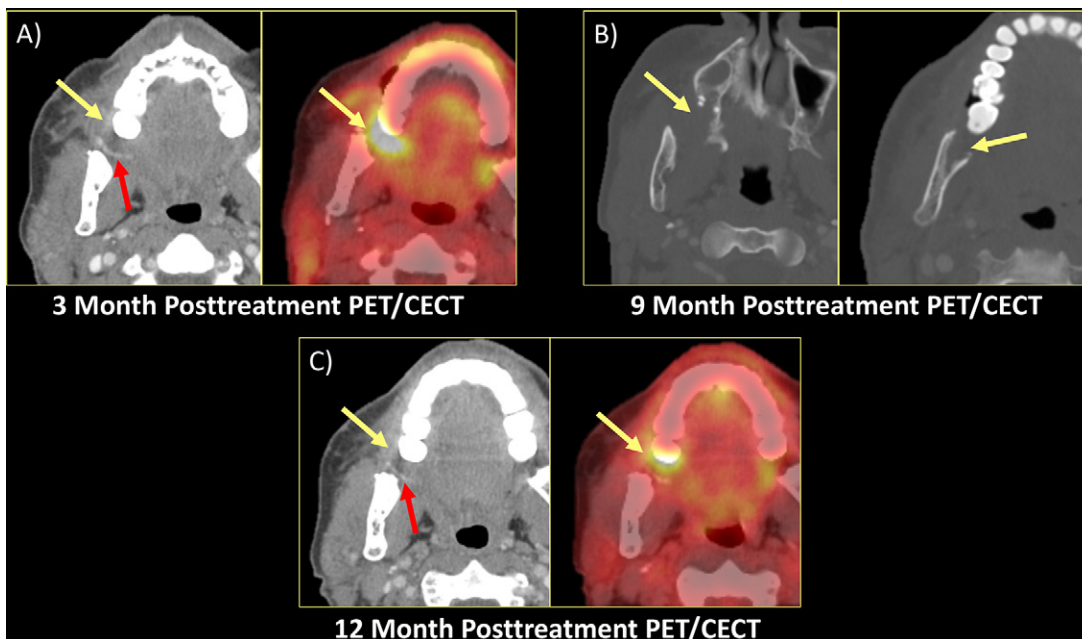 A)
B)
3 Month Posttreatment PET/CECT
9 Month Posttreatment PET/CECT
C)
12 Month Posttreatment PET/CECT